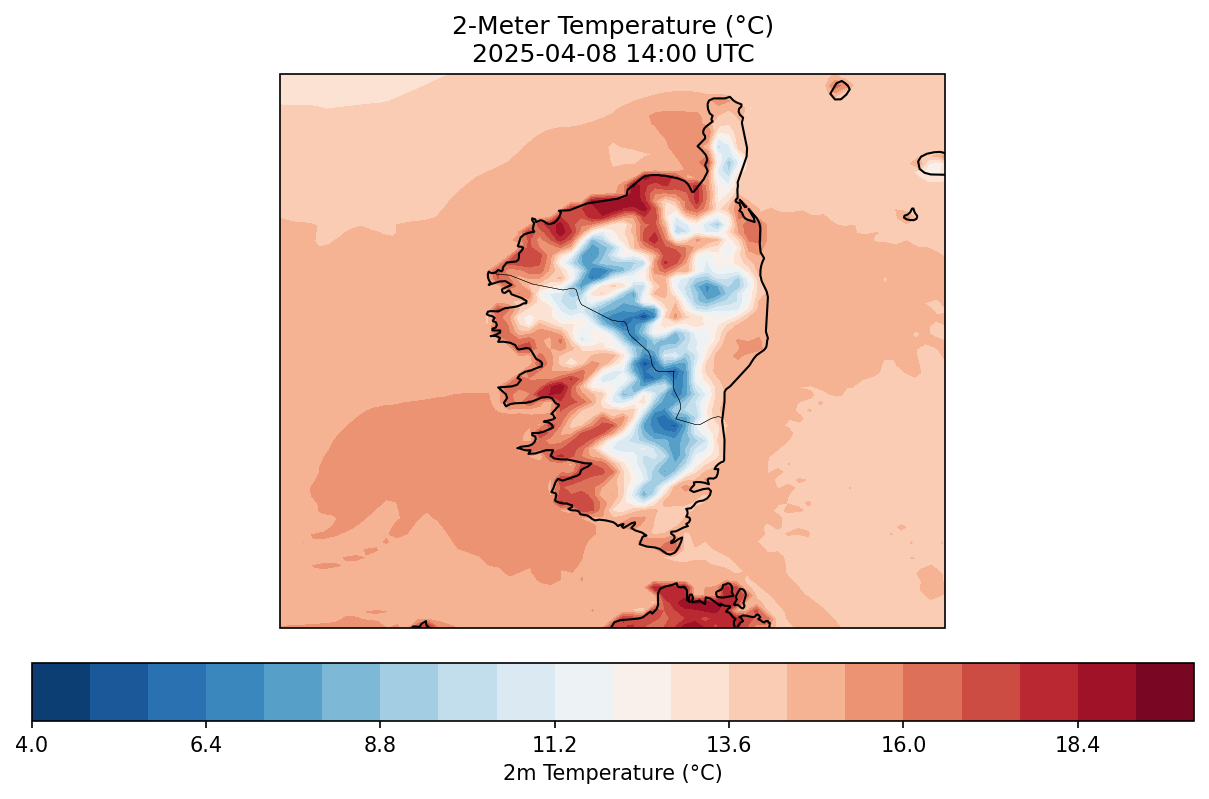 2-Meter Temperature (°C)
2025-04-08 14:00 UTC
4.0 6.4 8.8 11.2 13.6 16.0 18.4
2m Temperature (°C)